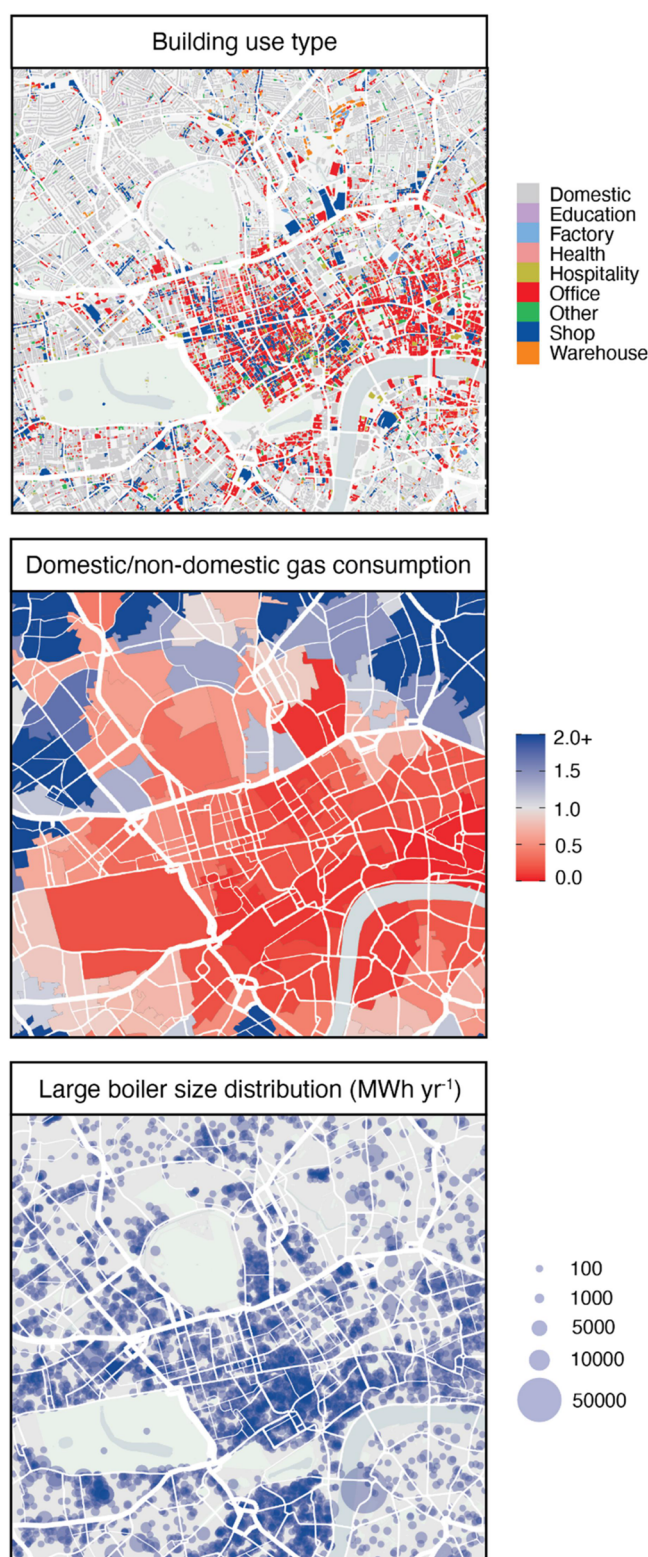 Building use type
Domestic
Education
Factory
Health
Hospitality
Office
Other
Shop
Warehouse
Domestic/non-domestic gas consumption
2.0+
1.5
1.0
0.5
0.0
Large boiler size distribution (MWh yr⁻¹)
100
1000
5000
10000
50000